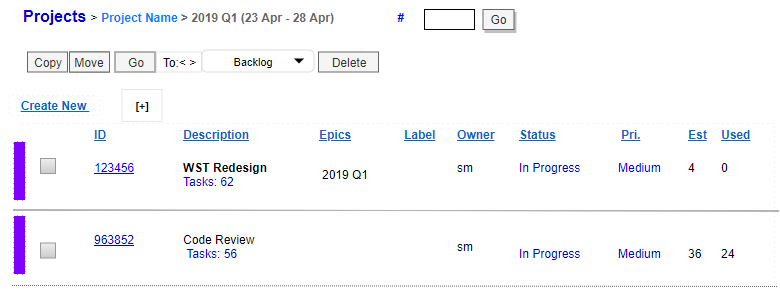 Projects > Project Name > 2019 Q1 (23 Apr - 28 Apr) # Go
Copy Move Go To:< > Backlog Delete
Create New [+]
ID Description Epics Label Owner Status Pri. Est Used
123456 WST Redesign 2019 Q1 sm In Progress Medium 4 0
Tasks: 62
963852 Code Review sm In Progress Medium 36 24
Tasks: 56